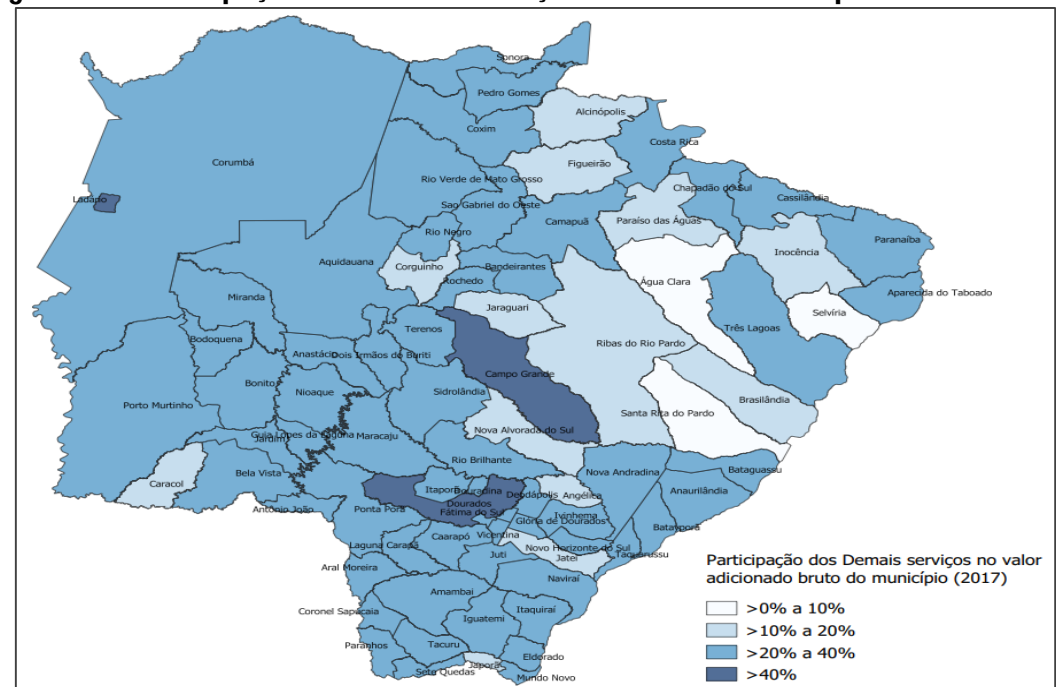 Sonora
Pedro Gomes
Alcinópolis
Coxim
Costa Rica
Corumbá
Figueirão
Rio Verde de Mato Grosso
Chapadão do Sul
Cassilândia
Ladário
Sao Gabriel do Oeste
Paraíso das Águas
Camapuã
Rio Negro
Paranaíba
Inocência
Aquidauana
Corguinho
Bandeirantes
Rochedo
Água Clara
Aparecida do Taboado
Miranda
Jaraguari
Selvíria
Terenos
Três Lagoas
Bodoquena
Ribas do Rio Pardo
Anastácio
Dois Irmãos do Buriti
Campo Grande
Bonito
Nioaque
Sidrolândia
Brasilândia
Porto Murtinho
Santa Rita do Pardo
Nova Alvorada do Sul
Guia Lopes da Laguna
Jardim
Maracaju
Rio Brilhante
Bela Vista
Nova Andradina
Bataguassu
Caracol
Itaporã
Douradina
Deodápolis
Angélica
Anaurilândia
Antônio João
Ponta Porã
Dourados
Fátima do Sul
Ivinhema
Glória de Dourados
Batayporã
Caarapó
Vicentina
Laguna Carapã
Novo Horizonte do Sul
Taquarussu
Juti
Jateí
Aral Moreira
Naviraí
Amambai
Coronel Sapucaia
Itaquiraí
Iguatemi
Paranhos
Tacuru
Eldorado
Japorã
Sete Quedas
Mundo Novo
Participação dos Demais serviços no valor
adicionado bruto do município (2017)
>0% a 10%
>10% a 20%
>20% a 40%
>40%